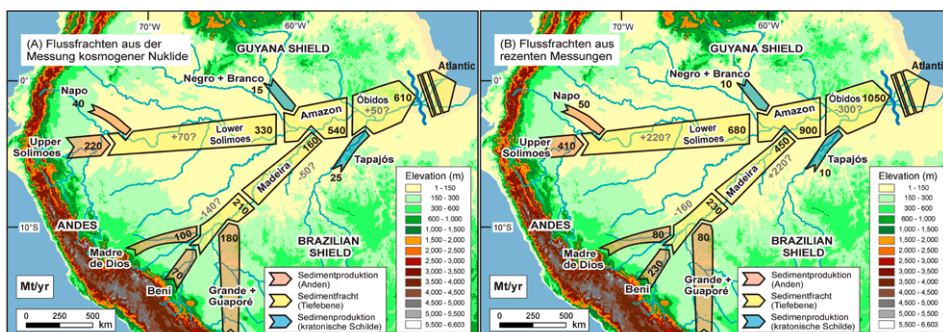 70°W
60°W
(A) Flussfrachten aus der
Messung kosmogener Nuklide
GUYANA SHIELD
Atlantic
0°
Negro + Branco
15
Napo
40
Óbidos
610
+50?
Amazon
540
Upper
Solimoes
220
+70?
Lower
Solimoes
330
160
Madeira
-50?
Tapajós
25
-140?
210
10°S
ANDES
100
Madre
de Dios
180
70
Beni
Grande +
Guaporé
BRAZILIAN
SHIELD
Mt/yr
0 250 500
km
Sedimentproduktion
(Anden)
Sedimentfracht
(Tiefebene)
Sedimentproduktion
(kratonische Schilde)
Elevation (m)
1 - 150
150 - 300
300 - 600
600 - 1,000
1,000 - 1,500
1,500 - 2,000
2,000 - 2,500
2,500 - 3,000
3,000 - 3,500
3,500 - 4,000
4,000 - 4,500
4,500 - 5,000
5,000 - 5,500
5,500 - 6,603
70°W
60°W
(B) Flussfrachten aus
rezenten Messungen
GUYANA SHIELD
Atlantic
0°
Negro + Branco
10
Napo
50
Óbidos
1050
-300?
Amazon
900
Upper
Solimoes
410
+220?
Lower
Solimoes
680
450
Madeira
+220?
Tapajós
10
-160
230
10°S
ANDES
80
Madre
de Dios
80
230
Beni
Grande +
Guaporé
BRAZILIAN
SHIELD
Mt/yr
0 250 500
km
Sedimentproduktion
(Anden)
Sedimentfracht
(Tiefebene)
Sedimentproduktion
(kratonische Schilde)
Elevation (m)
1 - 150
150 - 300
300 - 600
600 - 1,000
1,000 - 1,500
1,500 - 2,000
2,000 - 2,500
2,500 - 3,000
3,000 - 3,500
3,500 - 4,000
4,000 - 4,500
4,500 - 5,000
5,000 - 5,500
5,500 - 6,603